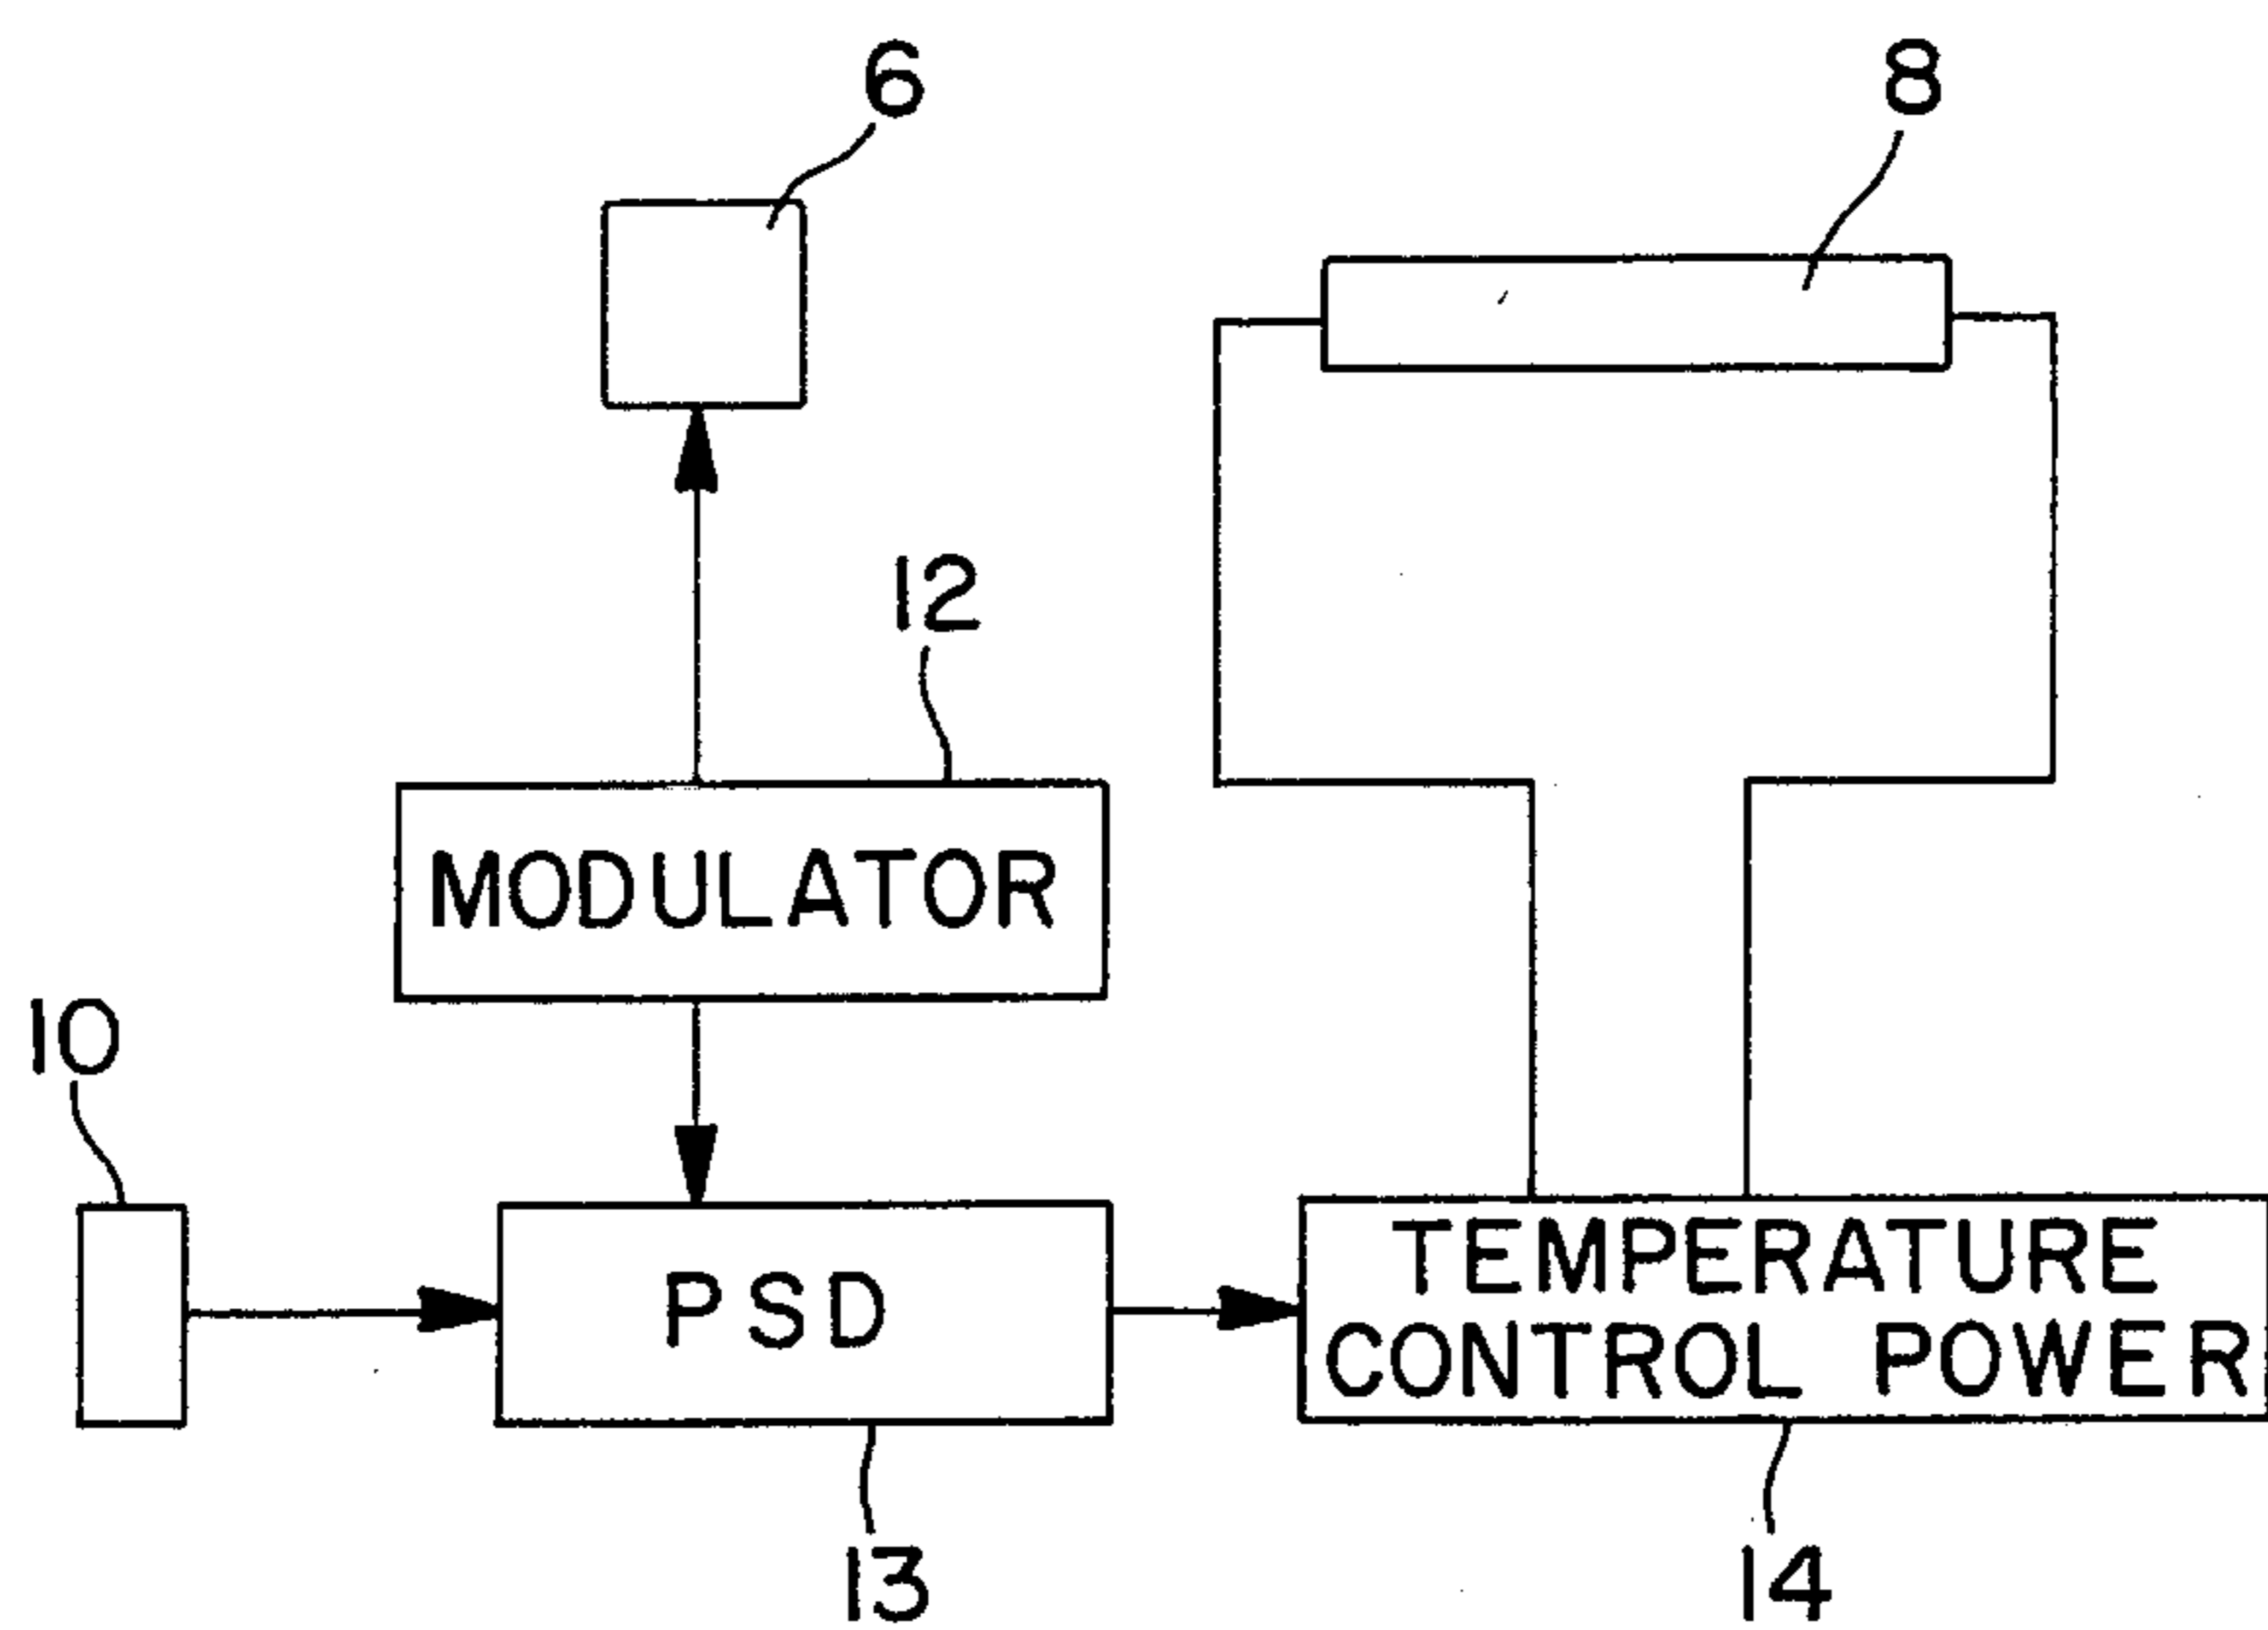 6
8
12
MODULATOR
10
PSD
TEMPERATURE
CONTROL POWER
13
14